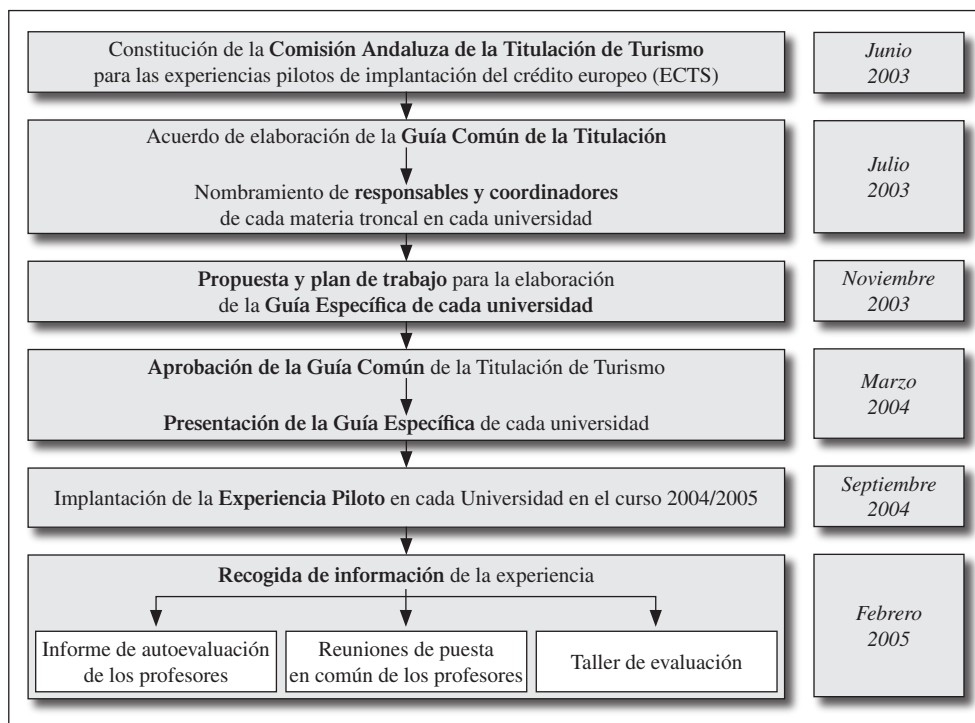 Constitución de la Comisión Andaluza de la Titulación de Turismo
para las experiencias pilotos de implantación del crédito europeo (ECTS)
Junio
2003
Acuerdo de elaboración de la Guía Común de la Titulación
Nombramiento de responsables y coordinadores
de cada materia troncal en cada universidad
Julio
2003
Propuesta y plan de trabajo para la elaboración
de la Guía Específica de cada universidad
Noviembre
2003
Aprobación de la Guía Común de la Titulación de Turismo
Presentación de la Guía Específica de cada universidad
Marzo
2004
Implantación de la Experiencia Piloto en cada Universidad en el curso 2004/2005
Septiembre
2004
Recogida de información de la experiencia
Informe de autoevaluación
de los profesores
Reuniones de puesta
en común de los profesores
Taller de evaluación
Febrero
2005